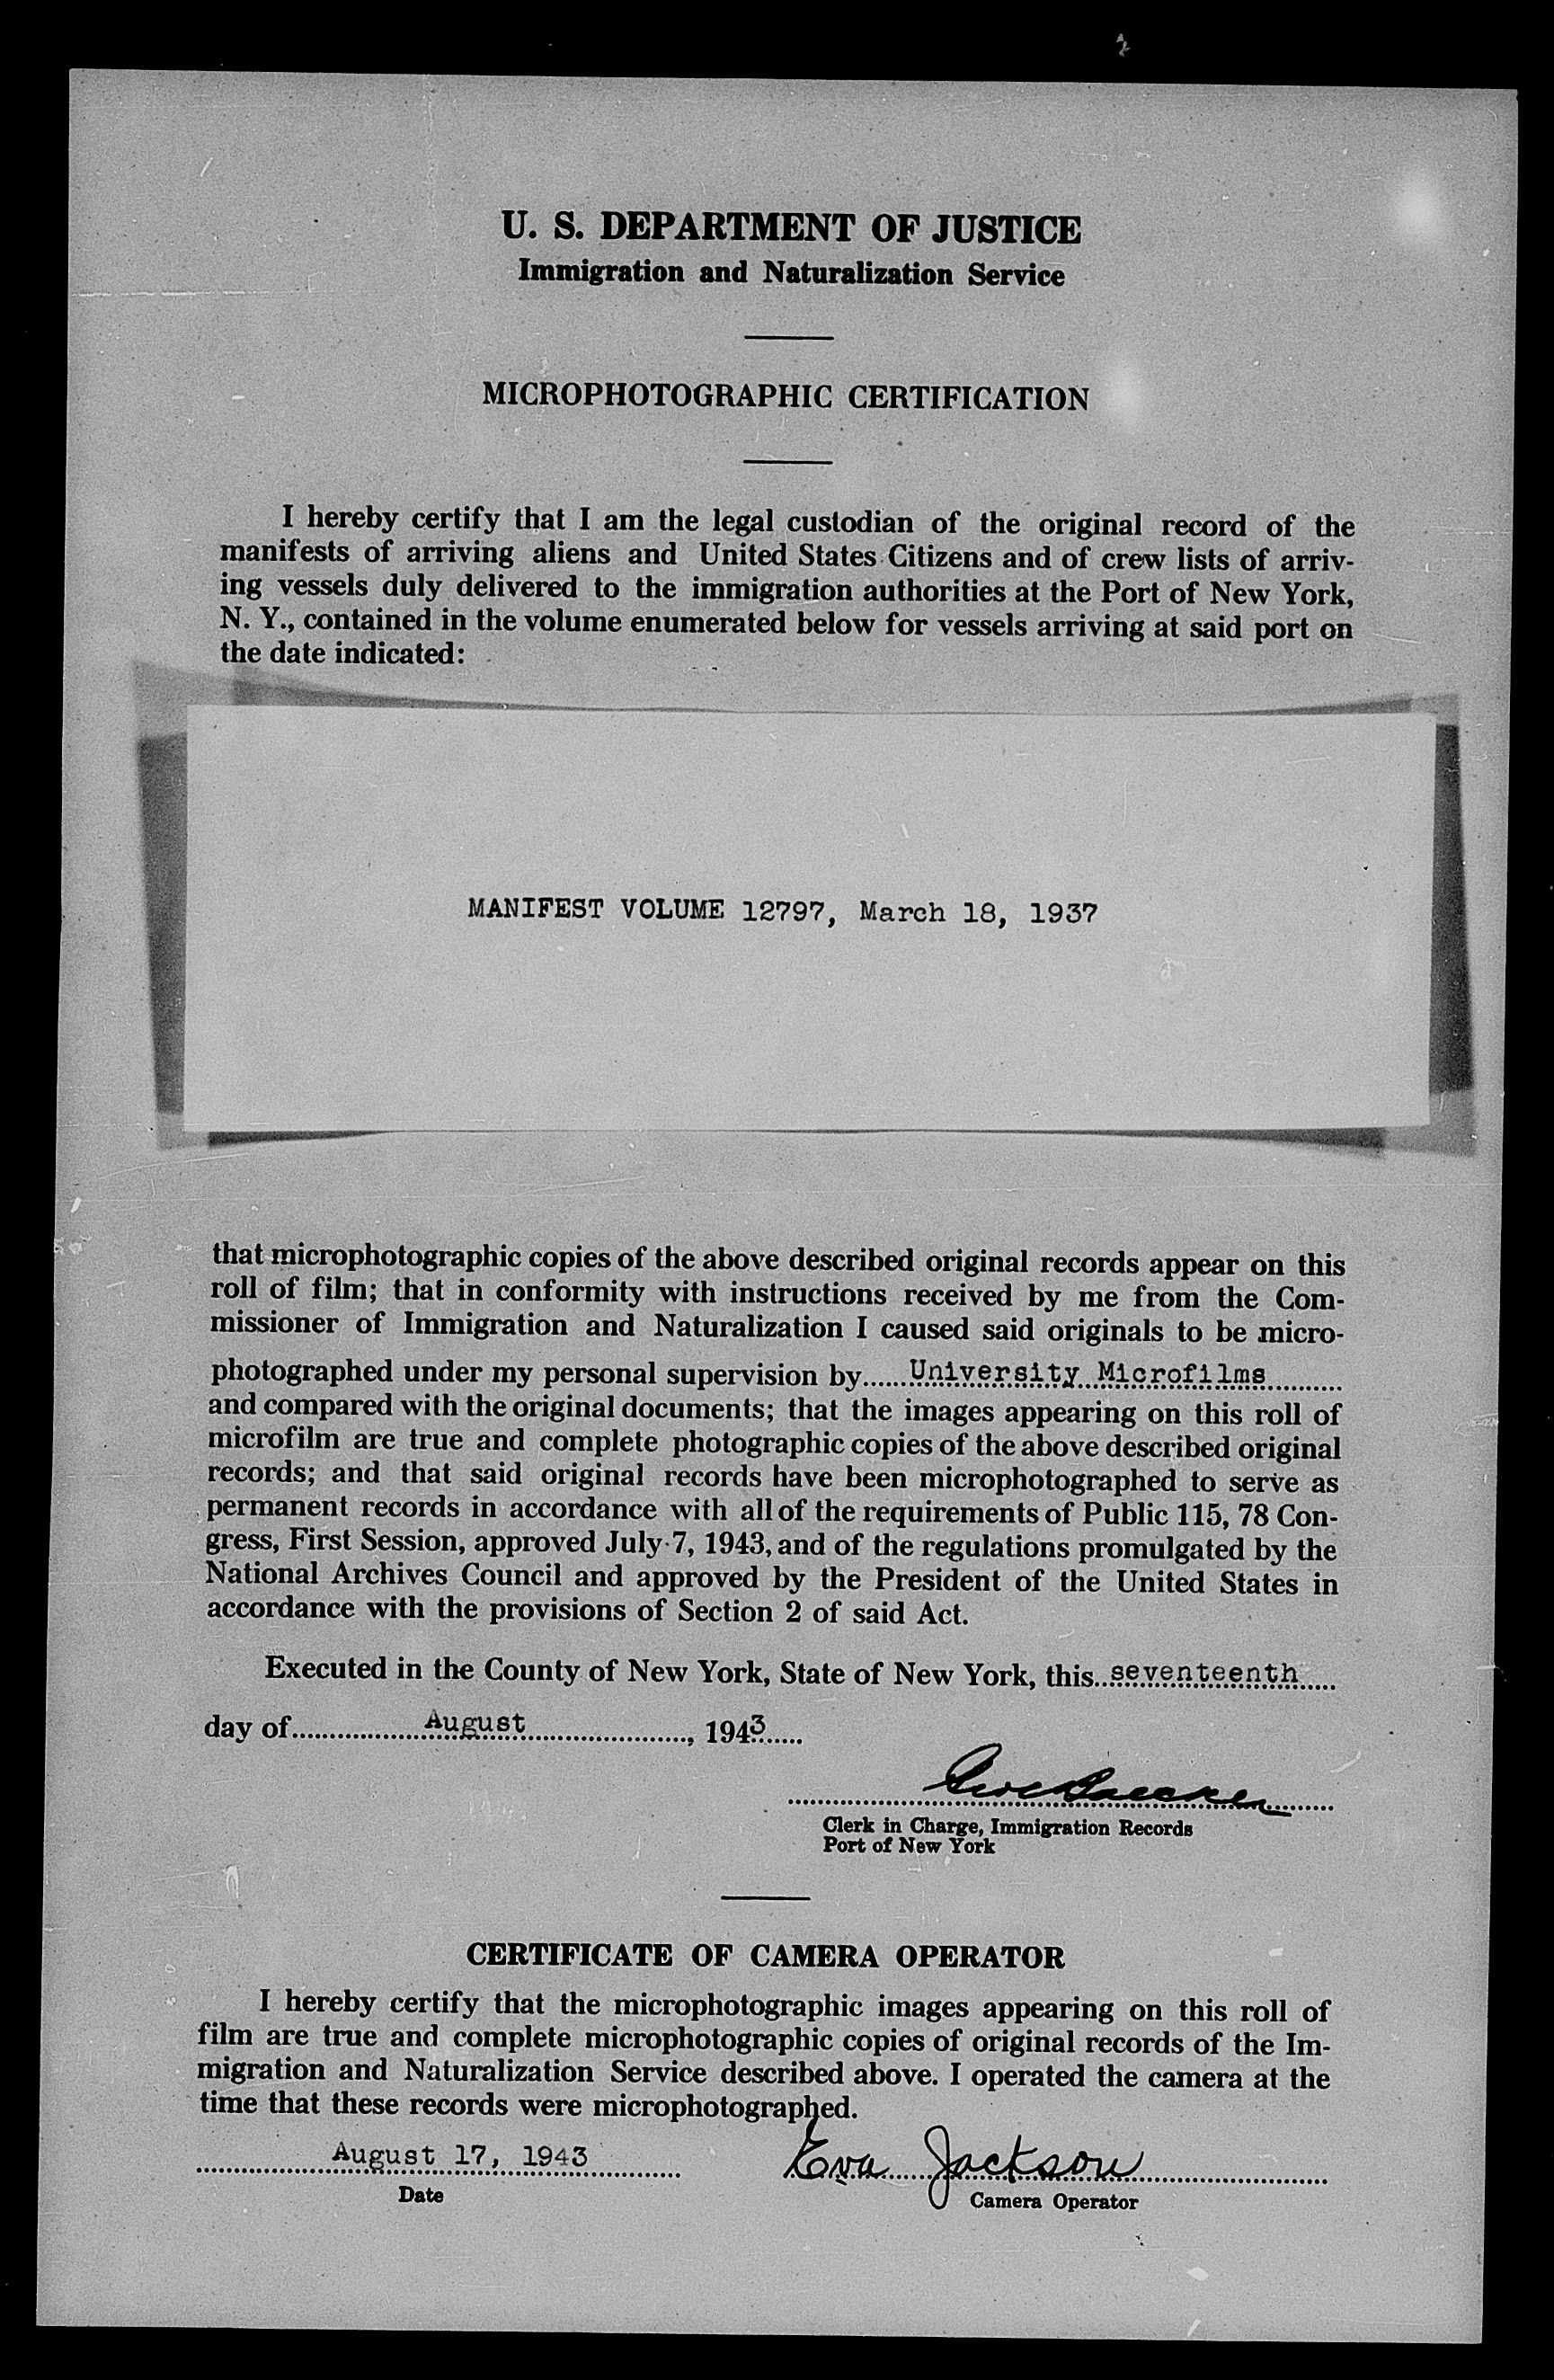 U. S. DEPARTMENT OF JUSTICE
Immigration and Naturalization Service
MICROPHOTOGRAPHIC CERTIFICATION
I hereby certify that I am the legal custodian of the original record of the
manifests of arriving aliens and United States Citizens and of crew lists of arriv-
ing vessels duly delivered to the immigration authorities at the Port of New York,
N. Y., contained in the volume enumerated below for vessels arriving at said port on
the date indicated:
MANIFEST VOLUME 12797, March 18, 1937
that microphotographic copies of the above described original records appear on this
roll of film; that in conformity with instructions received by me from the Com-
missioner of Immigration and Naturalization I caused said originals to be micro-
photographed under my personal supervision by......University Microfilms..........
and compared with the original documents; that the images appearing on this roll of
microfilm are true and complete photographic copies of the above described original
records; and that said original records have been microphotographed to serve as
permanent records in accordance with all of the requirements of Public 115, 78 Con-
gress, First Session, approved July 7, 1943, and of the regulations promulgated by the
National Archives Council and approved by the President of the United States in
accordance with the provisions of Section 2 of said Act.
Executed in the County of New York, State of New York, this..seventeenth.....
day of..................August......................, 1943......
Clerk in Charge, Immigration Records
Port of New York
CERTIFICATE OF CAMERA OPERATOR
I hereby certify that the microphotographic images appearing on this roll of
film are true and complete microphotographic copies of original records of the Im-
migration and Naturalization Service described above. I operated the camera at the
time that these records were microphotographed.
August 17, 1943 Eva Jackson
Date Camera Operator